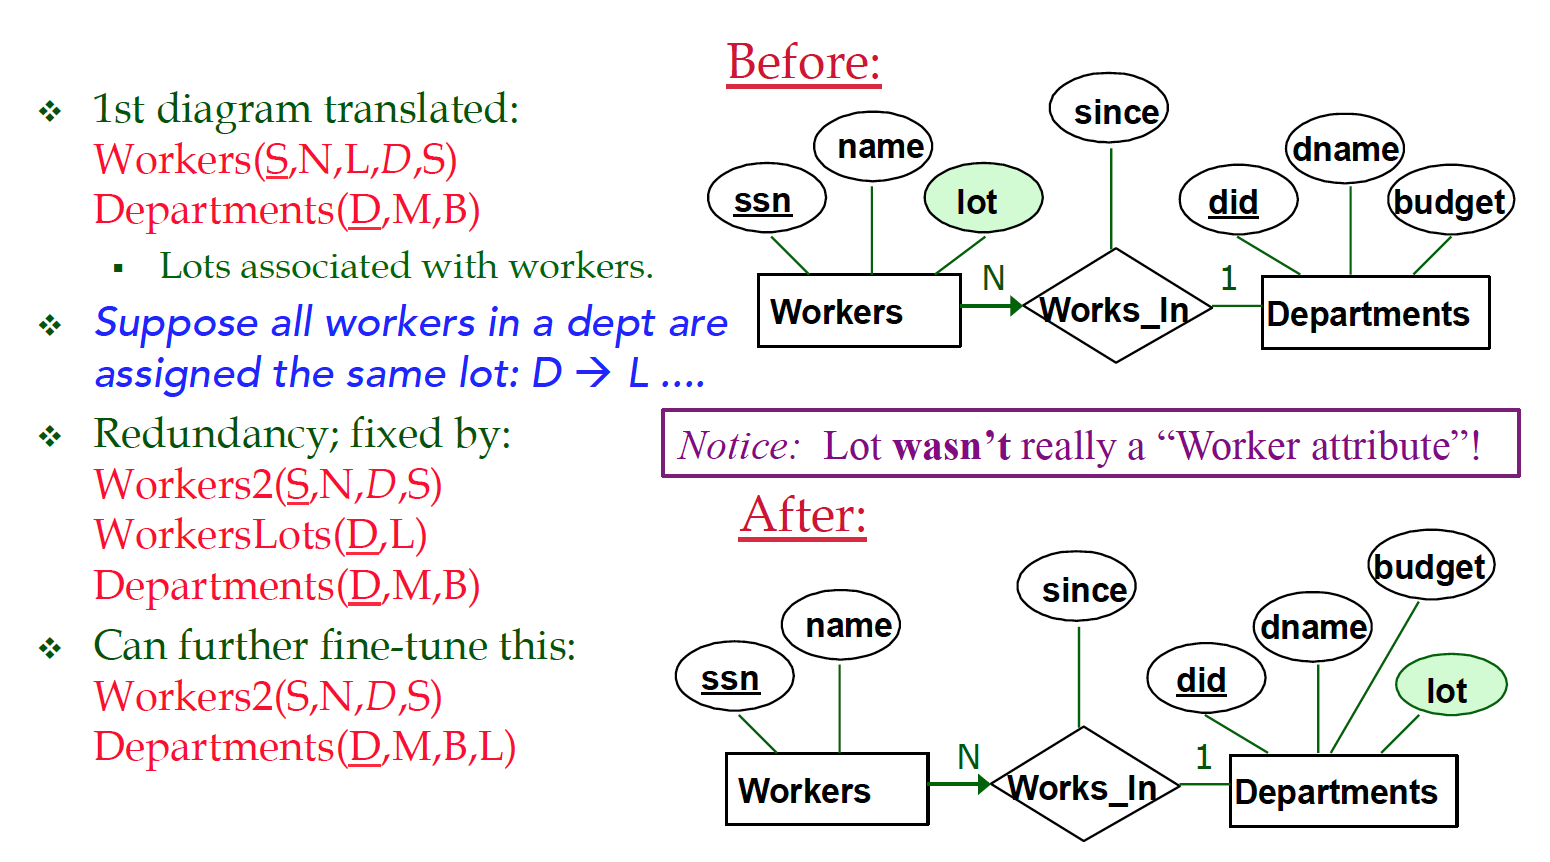 ❖ 1st diagram translated:
Workers(S,N,L,D,S)
Departments(D,M,B)
▪ Lots associated with workers.
❖ Suppose all workers in a dept are
assigned the same lot: D → L ....
❖ Redundancy; fixed by:
Workers2(S,N,D,S)
WorkersLots(D,L)
Departments(D,M,B)
❖ Can further fine-tune this:
Workers2(S,N,D,S)
Departments(D,M,B,L)
Before:
since
name
dname
ssn
lot
did
budget
N
1
Workers
Works_In
Departments
Notice: Lot wasn’t really a “Worker attribute”!
After:
budget
since
name
dname
ssn
did
lot
N
1
Workers
Works_In
Departments